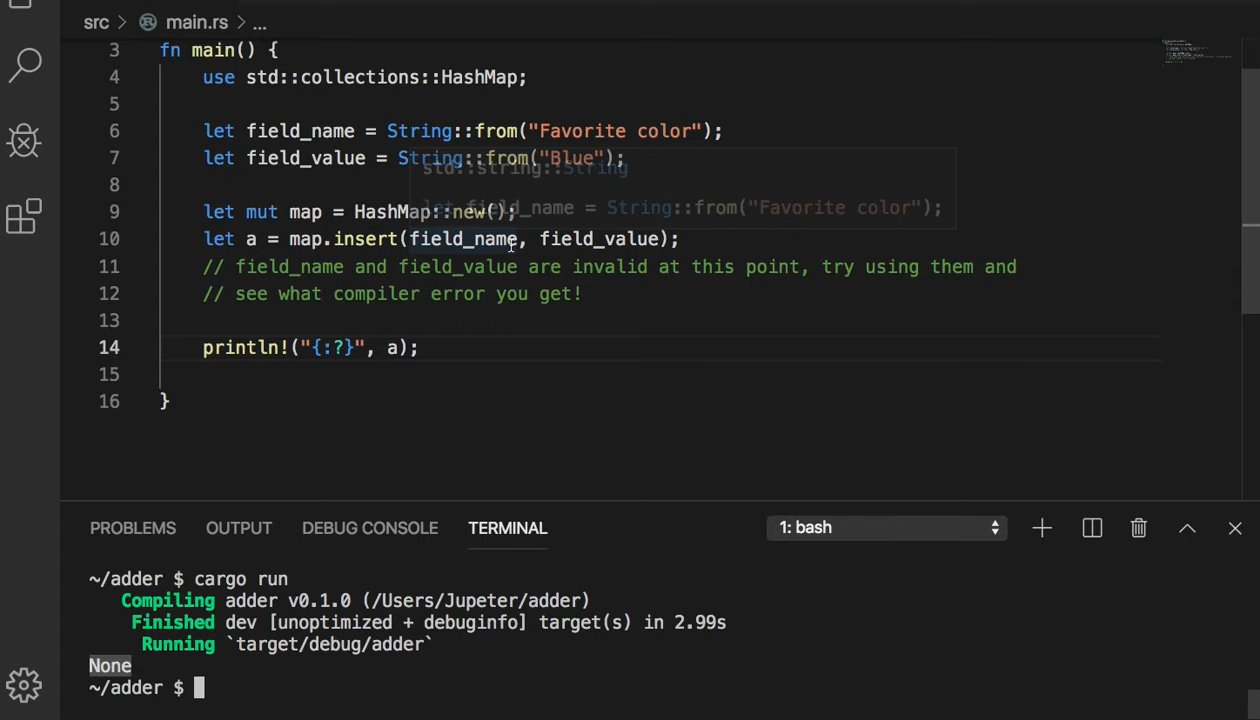 src > main.rs > ...
3 fn main() {
4 use std::collections::HashMap;
5
6 let field_name = String::from("Favorite color");
7 let field_value = String::from("Blue");
std::string::String
8
let field_name = String::from("Favorite color");
9 let mut map = HashMap::new();
10 let a = map.insert(field_name, field_value);
11 // field_name and field_value are invalid at this point, try using them and
12 // see what compiler error you get!
13
14 println!("{:?}", a);
15
16 }
PROBLEMS OUTPUT DEBUG CONSOLE TERMINAL 1: bash
~/adder $ cargo run
Compiling adder v0.1.0 (/Users/Jupeter/adder)
Finished dev [unoptimized + debuginfo] target(s) in 2.99s
Running `target/debug/adder`
None
~/adder $